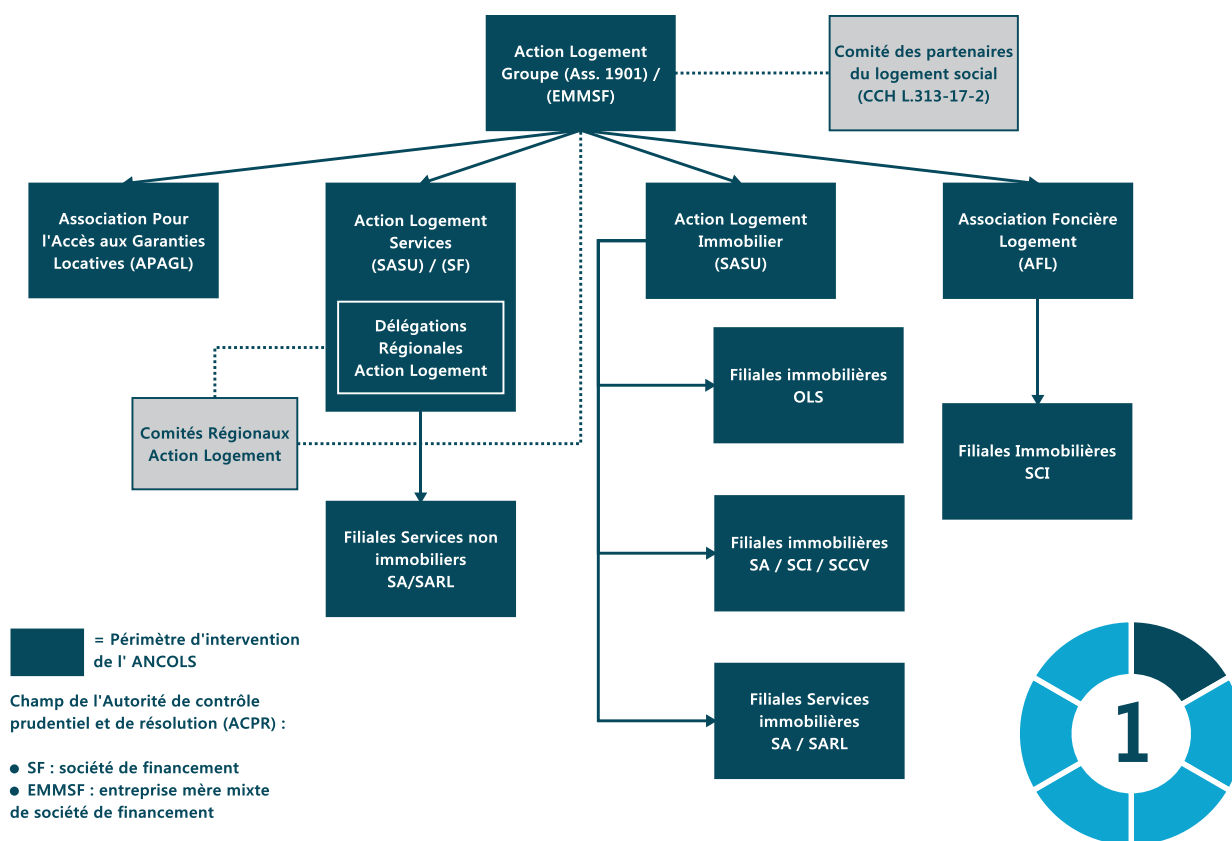 Action Logement
Groupe (Ass. 1901) /
(EMMSF)
Comité des partenaires
du logement social
(CCH L.313-17-2)
Association Pour
l'Accès aux Garanties
Locatives (APAGL)
Action Logement
Services
(SASU) / (SF)
Délégations
Régionales
Action Logement
Action Logement
Immobilier
(SASU)
Association Foncière
Logement
(AFL)
Comités Régionaux
Action Logement
Filiales immobilières
OLS
Filiales Immobilières
SCI
Filiales Services non
immobiliers
SA/SARL
Filiales immobilières
SA / SCI / SCCV
Filiales Services
immobilières
SA / SARL
= Périmètre d'intervention
de l' ANCOLS
Champ de l'Autorité de contrôle
prudentiel et de résolution (ACPR) :
● SF : société de financement
● EMMSF : entreprise mère mixte
de société de financement
1